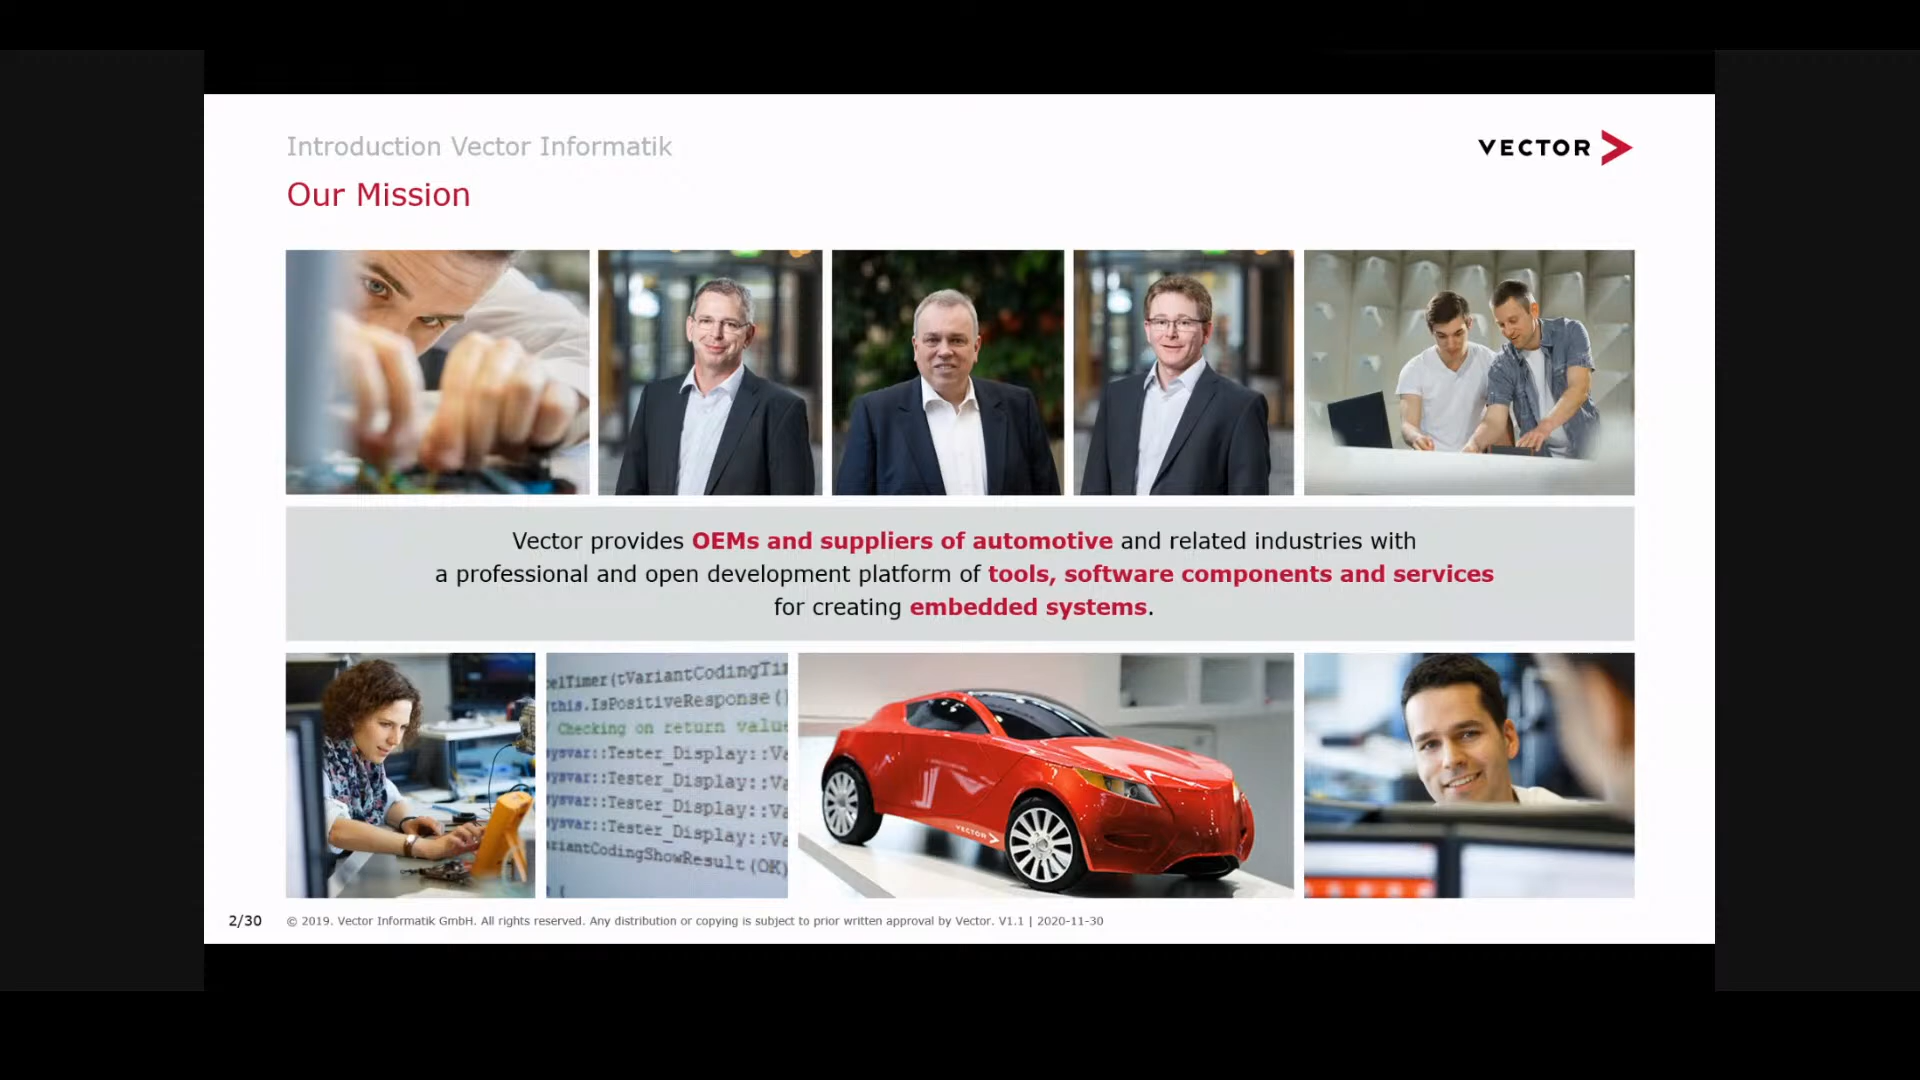 Introduction Vector Informatik
VECTOR
Our Mission
Vector provides OEMs and suppliers of automotive and related industries with
a professional and open development platform of tools, software components and services
for creating embedded systems.
elTimer(tVariantCodingTi
this.IsPositiveResponse(
Checking on return valu
ysvar::Tester_Display::Va
ysvar::Tester_Display::Va
ysvar::Tester_Display::Va
ysvar::Tester_Display::Va
riantCodingShowResult(OK)
VECTOR
2/30
© 2019. Vector Informatik GmbH. All rights reserved. Any distribution or copying is subject to prior written approval by Vector. V1.1 | 2020-11-30